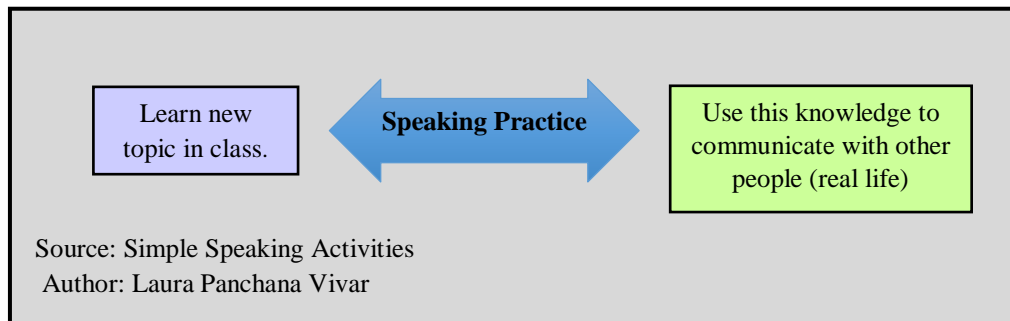 Learn new
topic in class.
Speaking Practice
Use this knowledge to
communicate with other
people (real life)
Source: Simple Speaking Activities
Author: Laura Panchana Vivar